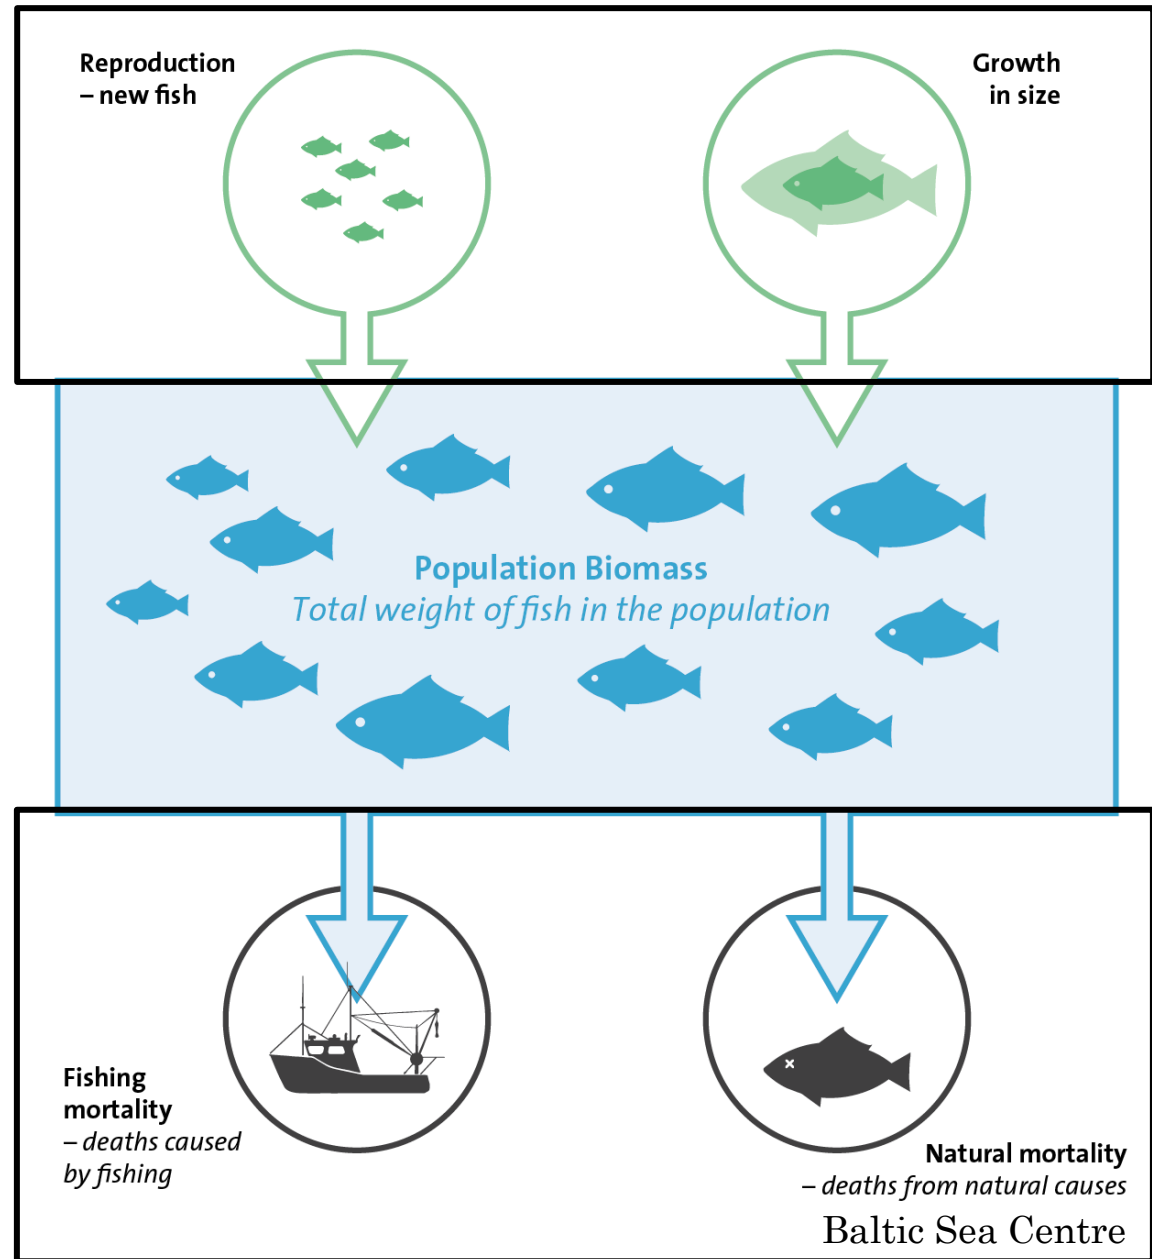 Reproduction
– new fish
Growth
in size
Population Biomass
Total weight of fish in the population
Fishing
mortality
– deaths caused
by fishing
Natural mortality
– deaths from natural causes
Baltic Sea Centre